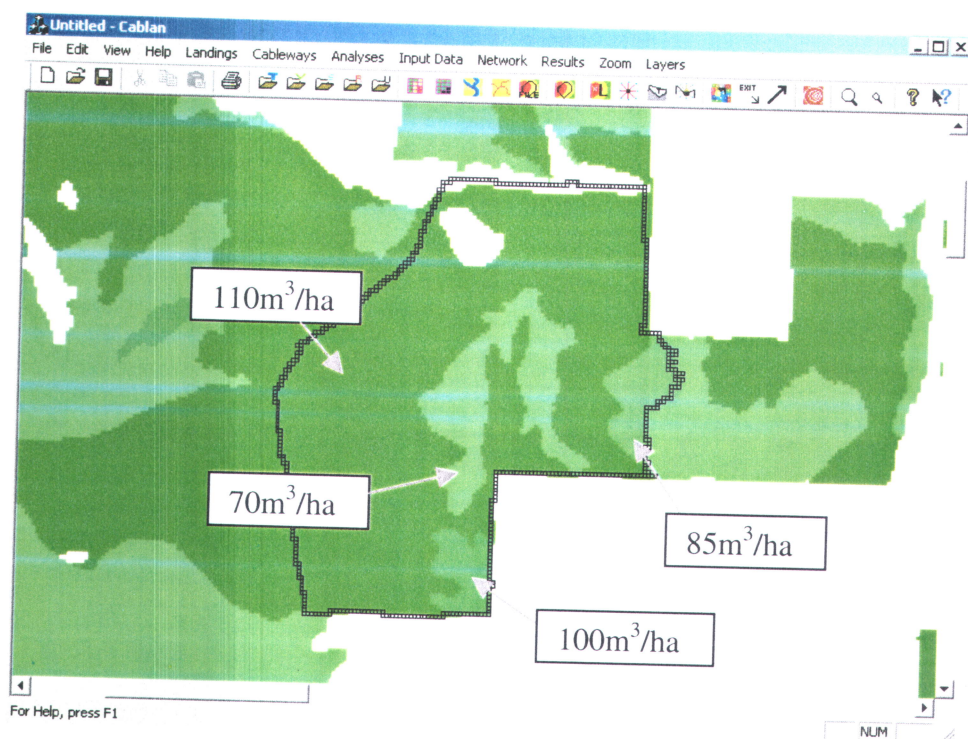 Untitled - Cablan
File Edit View Help Landings Cableways Analyses Input Data Network Results Zoom Layers
EXIT
110m³/ha
70m³/ha
85m³/ha
100m³/ha
For Help, press F1
NUM